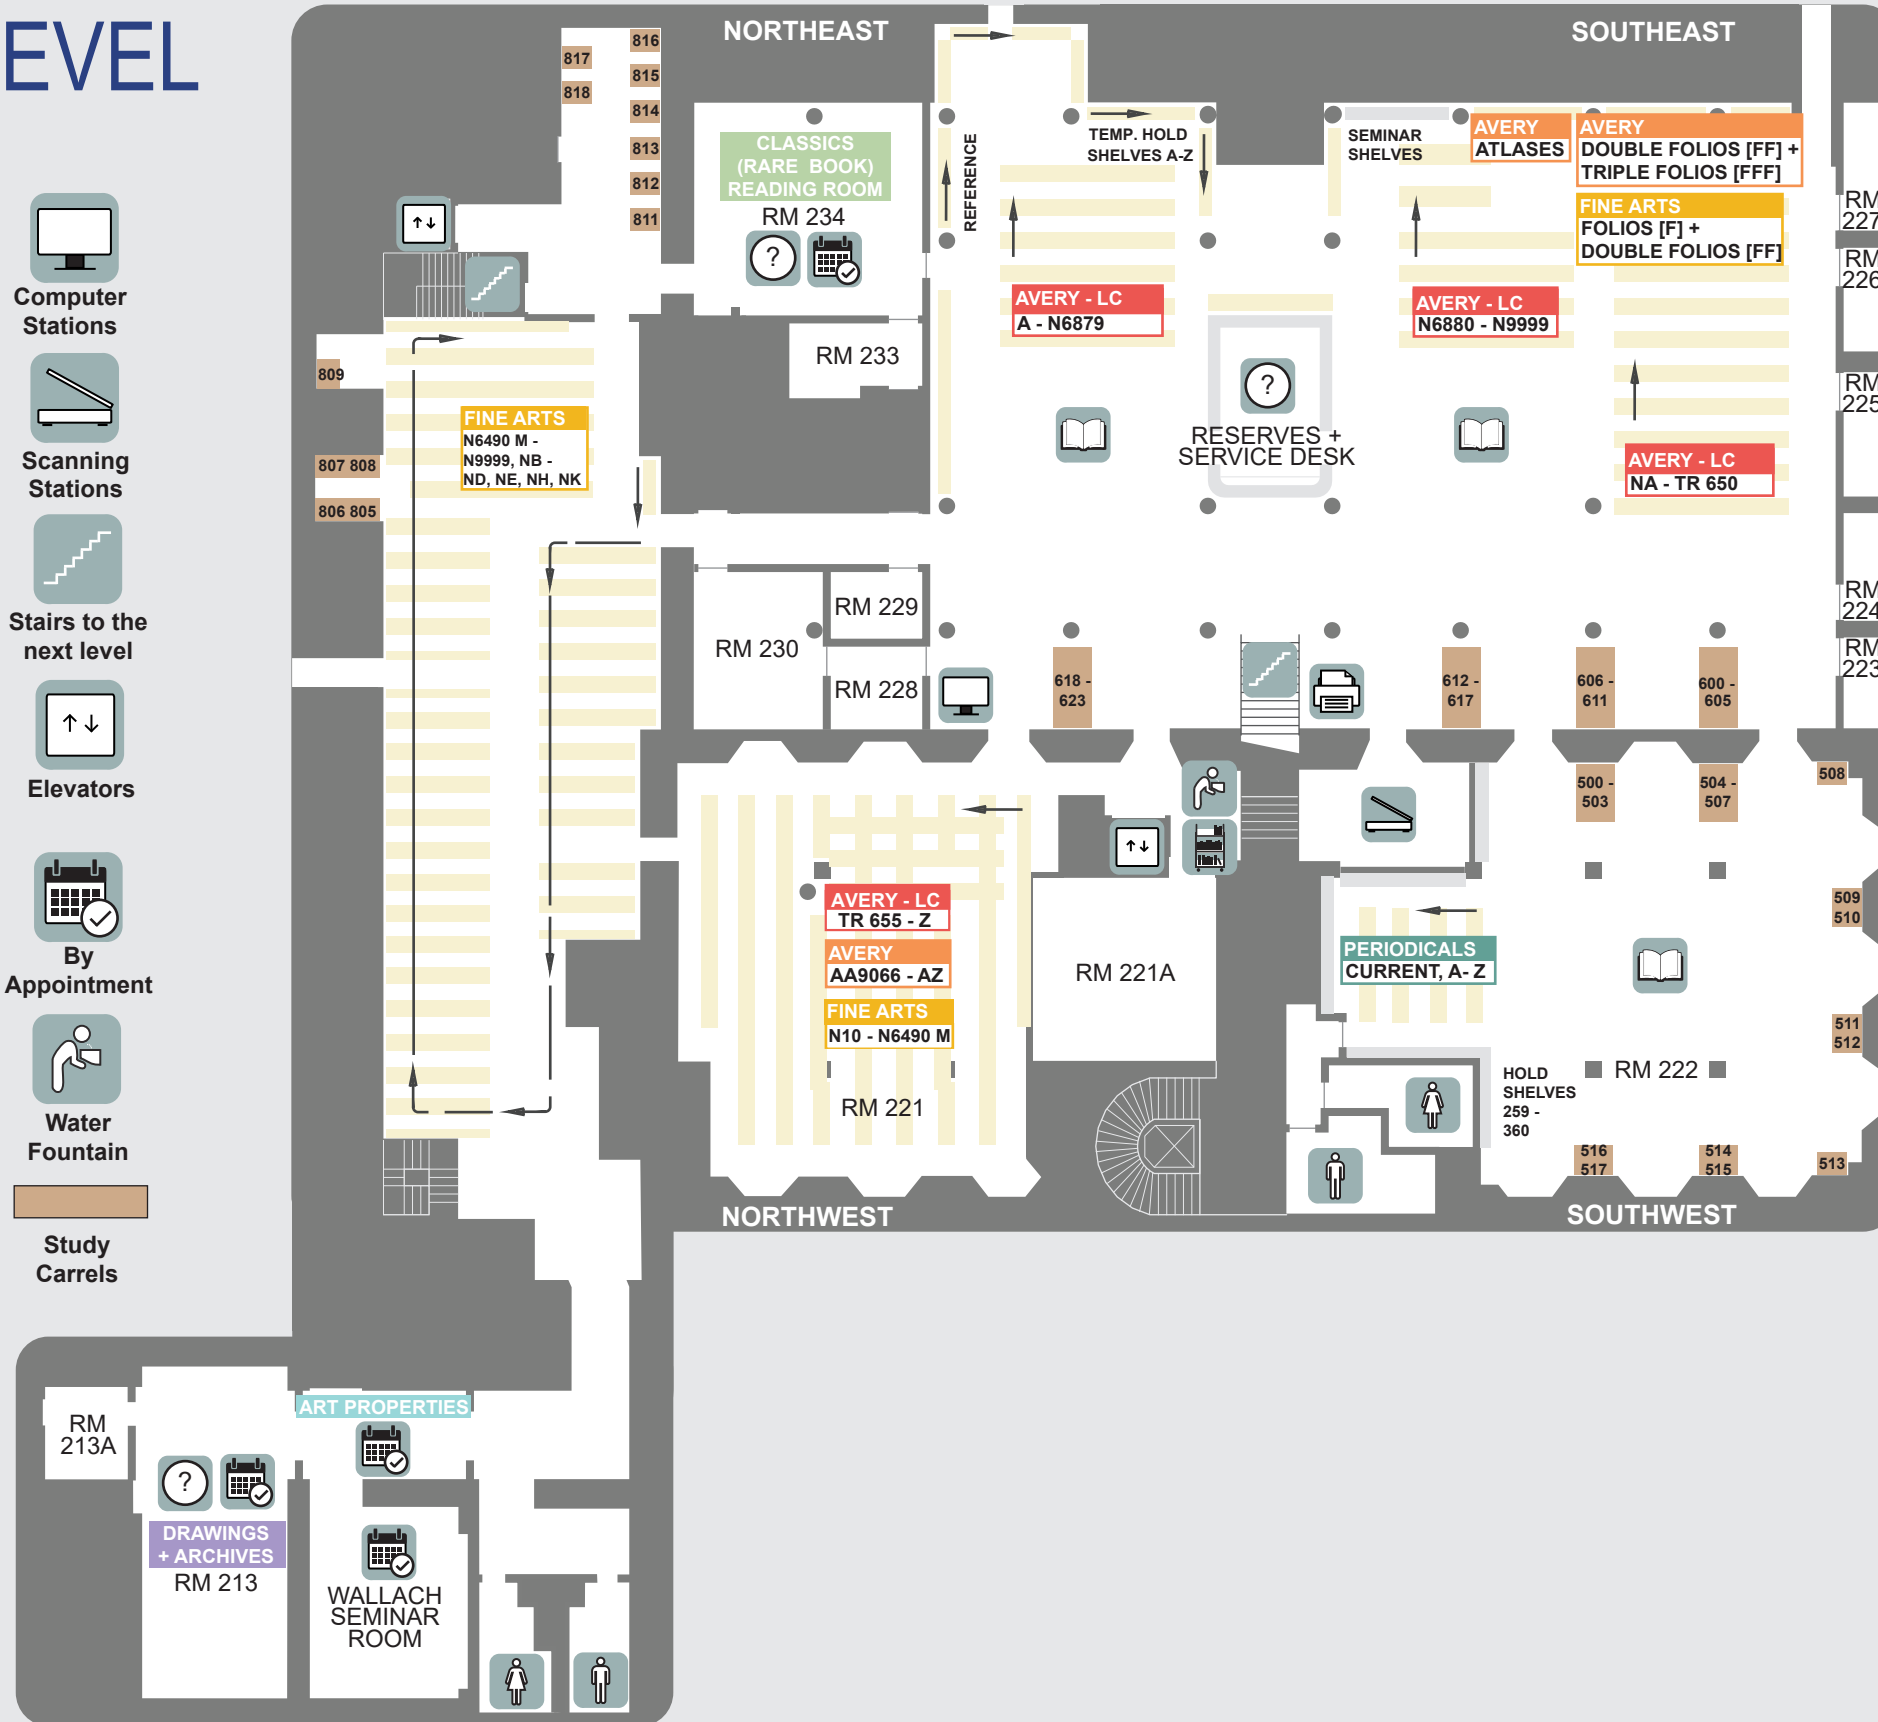 EVEL
Computer
Stations
Scanning
Stations
Stairs to the
next level
Elevators
By
Appointment
Water
Fountain
Study
Carrels
NORTHEAST
SOUTHEAST
817
818
816
815
814
813
812
811
809
807 808
806 805
CLASSICS
(RARE BOOK)
READING ROOM
RM 234
?
RM 233
REFERENCE
TEMP. HOLD
SHELVES A-Z
SEMINAR
SHELVES
AVERY
ATLASES
AVERY
DOUBLE FOLIOS [FF] +
TRIPLE FOLIOS [FFF]
FINE ARTS
FOLIOS [F] +
DOUBLE FOLIOS [FF]
RM
227
RM
226
RM
225
RM
224
RM
223
AVERY - LC
A - N6879
AVERY - LC
N6880 - N9999
AVERY - LC
NA - TR 650
?
RESERVES +
SERVICE DESK
FINE ARTS
N6490 M -
N9999, NB -
ND, NE, NH, NK
RM 229
RM 230
RM 228
618 -
623
612 -
617
606 -
611
600 -
605
500 -
503
504 -
507
508
509
510
511
512
513
514
515
516
517
AVERY - LC
TR 655 - Z
AVERY
AA9066 - AZ
FINE ARTS
N10 - N6490 M
RM 221
RM 221A
PERIODICALS
CURRENT, A- Z
HOLD
SHELVES
259 -
360
RM 222
NORTHWEST
SOUTHWEST
RM
213A
ART PROPERTIES
?
DRAWINGS
+ ARCHIVES
RM 213
WALLACH
SEMINAR
ROOM